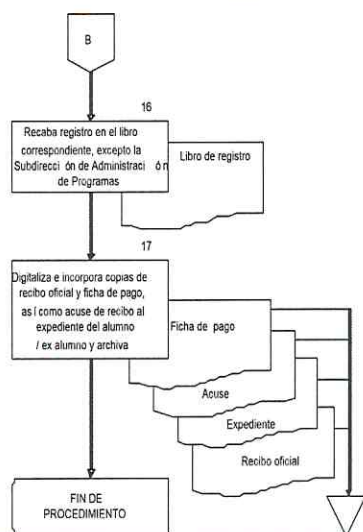 B
16
Recaba registro en el libro
correspondiente, excepto la
Subdirecci ón de Administraci ó n
de Programas
Libro de registro
17
Digitaliza e incorpora copias de
recibo oficial y ficha de pago,
as í como acuse de recibo al
expediente del alumno
/ ex alumno y archiva
Ficha de pago
Acuse
Expediente
Recibo oficial
FIN DE
PROCEDIMIENTO